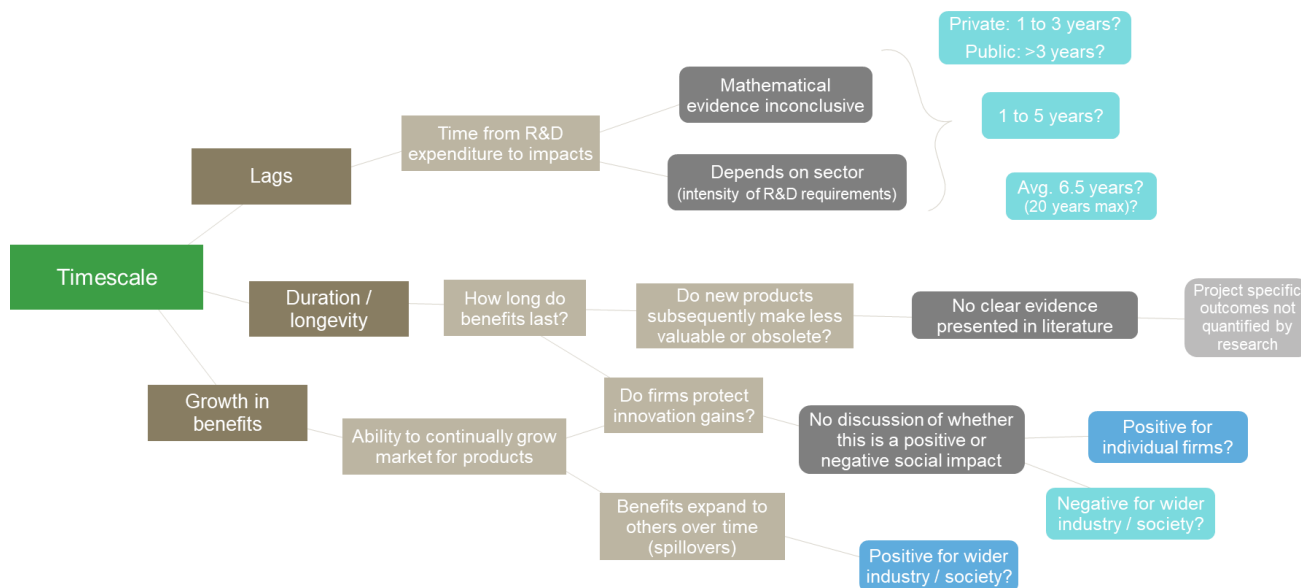 Private: 1 to 3 years?
Public: >3 years?
Mathematical
evidence inconclusive
1 to 5 years?
Time from R&D
expenditure to impacts
Lags
Depends on sector
(intensity of R&D requirements)
Avg. 6.5 years?
(20 years max)?
Timescale
Duration /
longevity
How long do
benefits last?
Do new products
subsequently make less
valuable or obsolete?
No clear evidence
presented in literature
Project specific
outcomes not
quantified by
research
Growth in
benefits
Ability to continually grow
market for products
Do firms protect
innovation gains?
No discussion of whether
this is a positive or
negative social impact
Positive for
individual firms?
Negative for wider
industry / society?
Benefits expand to
others over time
(spillovers)
Positive for wider
industry / society?